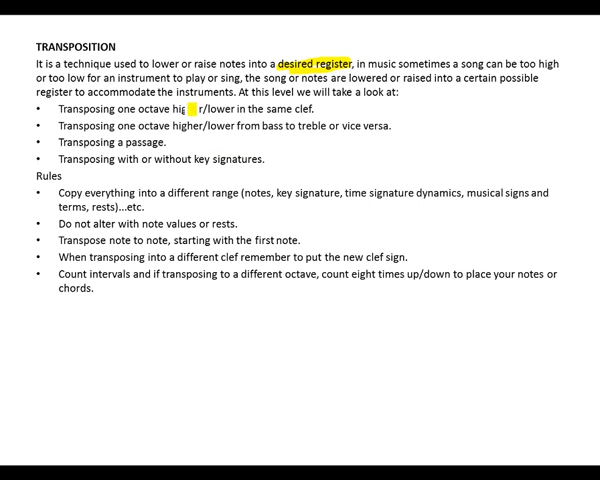 TRANSPOSITION
It is a technique used to lower or raise notes into a desired register, in music sometimes a song can be too high
or too low for an instrument to play or sing, the song or notes are lowered or raised into a certain possible
register to accommodate the instruments. At this level we will take a look at:
• Transposing one octave hig r/lower in the same clef.
• Transposing one octave higher/lower from bass to treble or vice versa.
• Transposing a passage.
• Transposing with or without key signatures.
Rules
• Copy everything into a different range (notes, key signature, time signature dynamics, musical signs and
terms, rests)...etc.
• Do not alter with note values or rests.
• Transpose note to note, starting with the first note.
• When transposing into a different clef remember to put the new clef sign.
• Count intervals and if transposing to a different octave, count eight times up/down to place your notes or
chords.